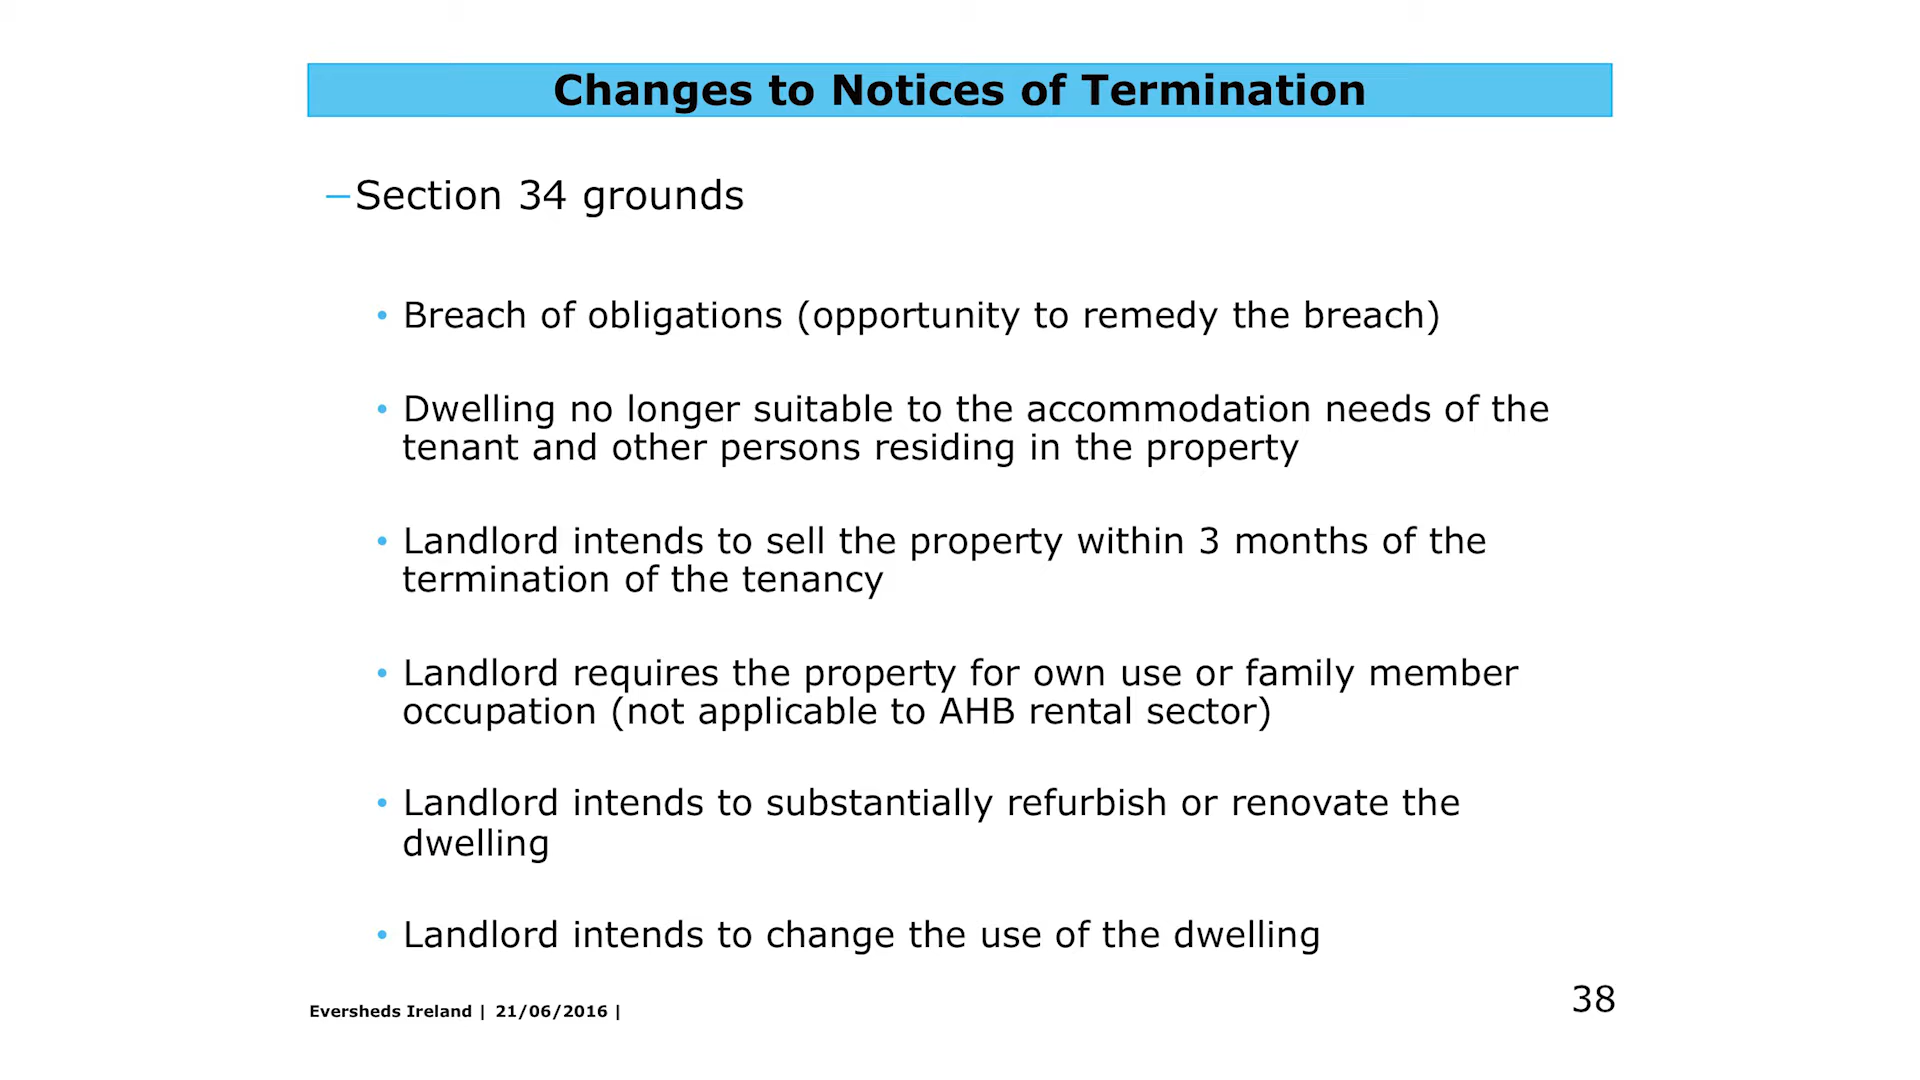 Changes to Notices of Termination
–Section 34 grounds
• Breach of obligations (opportunity to remedy the breach)
• Dwelling no longer suitable to the accommodation needs of the
tenant and other persons residing in the property
• Landlord intends to sell the property within 3 months of the
termination of the tenancy
• Landlord requires the property for own use or family member
occupation (not applicable to AHB rental sector)
• Landlord intends to substantially refurbish or renovate the
dwelling
• Landlord intends to change the use of the dwelling
Eversheds Ireland | 21/06/2016 |
38